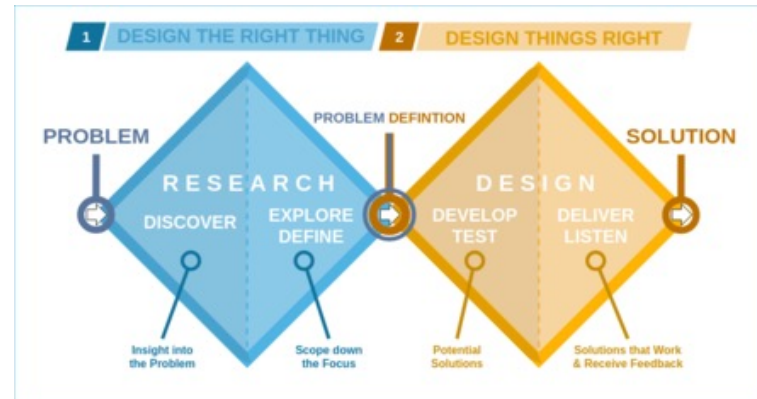 1 DESIGN THE RIGHT THING
2 DESIGN THINGS RIGHT
PROBLEM
PROBLEM DEFINTION
SOLUTION
RESEARCH
DESIGN
DISCOVER
EXPLORE
DEFINE
DEVELOP
TEST
DELIVER
LISTEN
Insight into
the Problem
Scope down
the Focus
Potential
Solutions
Solutions that Work
& Receive Feedback